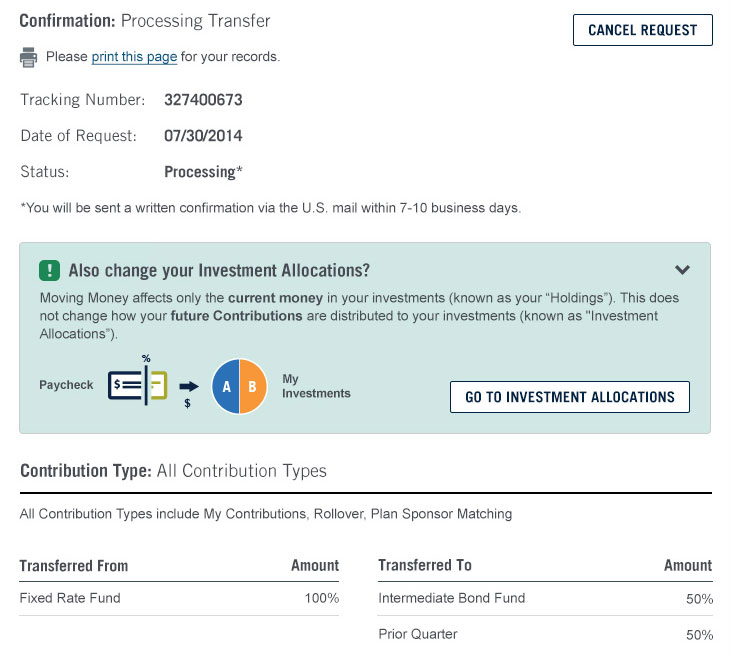 Confirmation: Processing Transfer
CANCEL REQUEST
Please print this page for your records.
Tracking Number: 327400673
Date of Request: 07/30/2014
Status: Processing*
*You will be sent a written confirmation via the U.S. mail within 7-10 business days.
! Also change your Investment Allocations?
Moving Money affects only the current money in your investments (known as your “Holdings”). This does
not change how your future Contributions are distributed to your investments (known as "Investment
Allocations”).
%
Paycheck $ A B My
Investments
$
GO TO INVESTMENT ALLOCATIONS
Contribution Type: All Contribution Types
All Contribution Types include My Contributions, Rollover, Plan Sponsor Matching
Transferred From Amount Transferred To Amount
Fixed Rate Fund 100% Intermediate Bond Fund 50%
Prior Quarter 50%